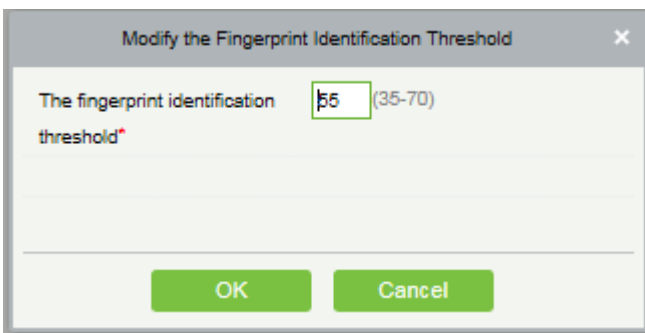 Modify the Fingerprint Identification Threshold ×
The fingerprint identification 55 (35-70)
threshold*
OK Cancel